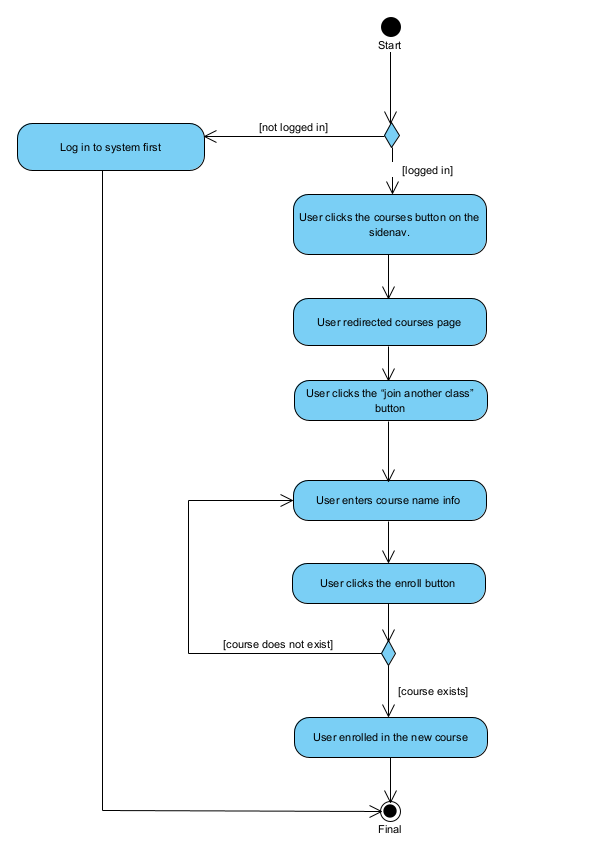 Start
[not logged in]
Log in to system first
[logged in]
User clicks the courses button on the
sidenav.
User redirected courses page
User clicks the “join another class”
button
User enters course name info
User clicks the enroll button
[course does not exist]
[course exists]
User enrolled in the new course
Final